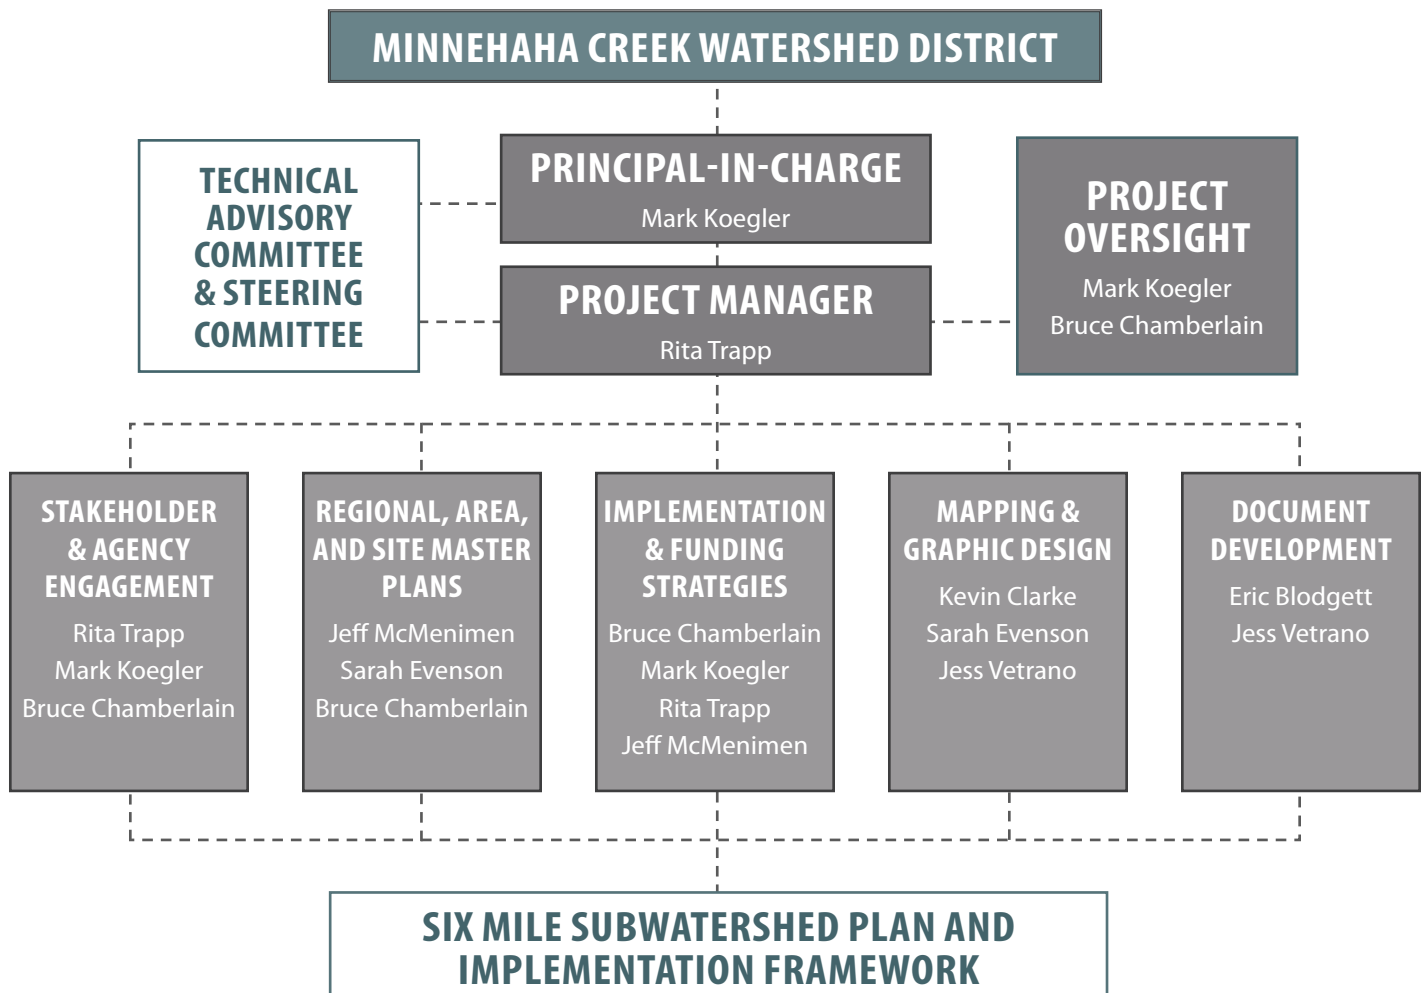 MINNEHAHA CREEK WATERSHED DISTRICT
TECHNICAL
ADVISORY
COMMITTEE
& STEERING
COMMITTEE
PRINCIPAL-IN-CHARGE
Mark Koegler
PROJECT MANAGER
Rita Trapp
PROJECT
OVERSIGHT
Mark Koegler
Bruce Chamberlain
STAKEHOLDER
& AGENCY
ENGAGEMENT
Rita Trapp
Mark Koegler
Bruce Chamberlain
REGIONAL, AREA,
AND SITE MASTER
PLANS
Jeff McMenimen
Sarah Evenson
Bruce Chamberlain
IMPLEMENTATION
& FUNDING
STRATEGIES
Bruce Chamberlain
Mark Koegler
Rita Trapp
Jeff McMenimen
MAPPING &
GRAPHIC DESIGN
Kevin Clarke
Sarah Evenson
Jess Vetrano
DOCUMENT
DEVELOPMENT
Eric Blodgett
Jess Vetrano
SIX MILE SUBWATERSHED PLAN AND
IMPLEMENTATION FRAMEWORK